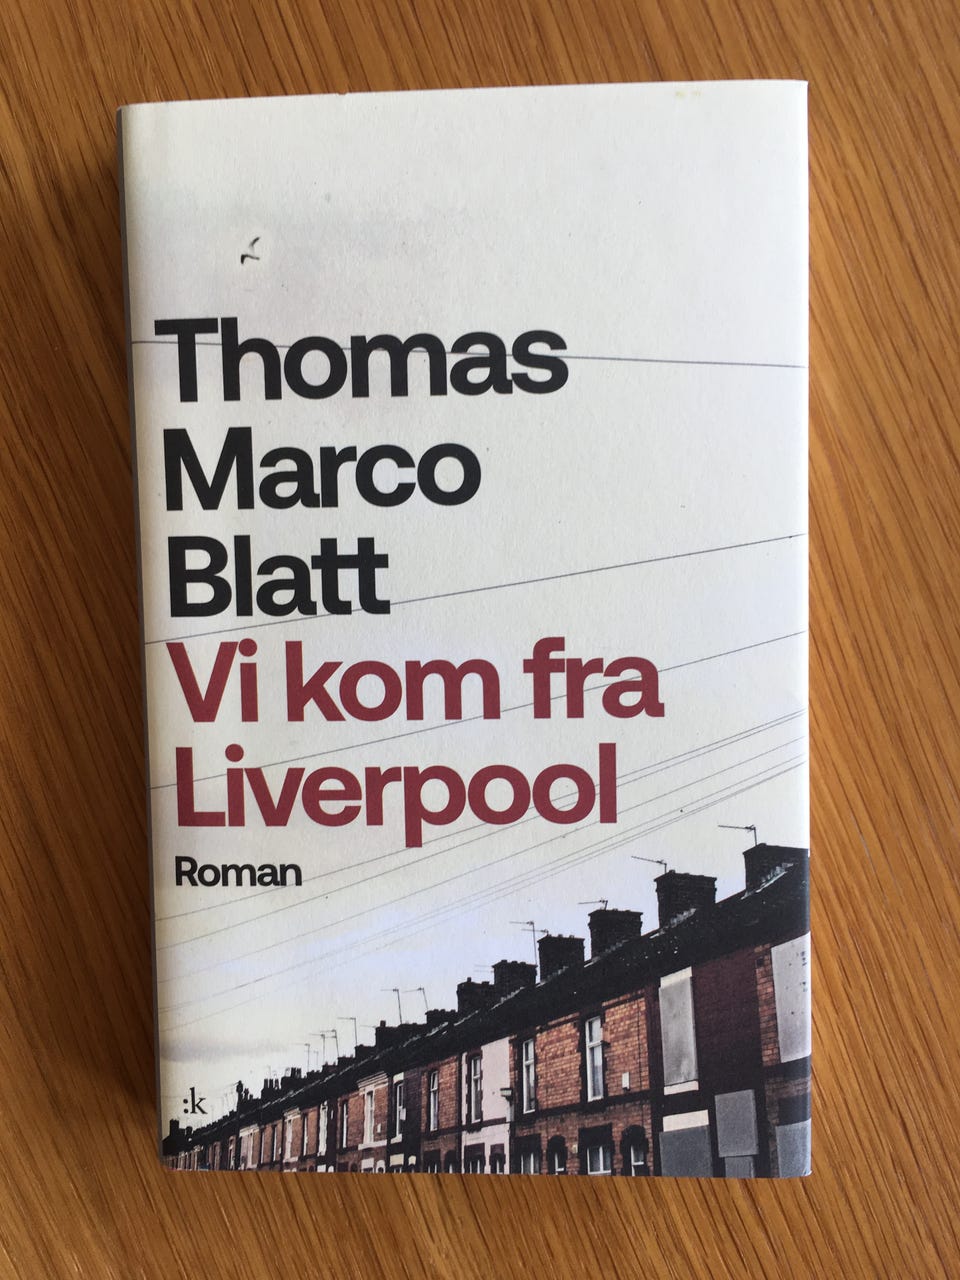 Thomas
Marco
Blatt
Vi kom fra
Liverpool
Roman
:k